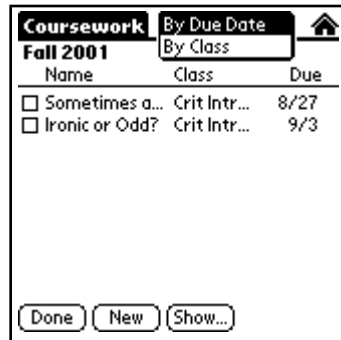 Coursework By Due Date
By Class
Fall 2001
Name Class Due
Sometimes a... Crit Intr... 8/27
Ironic or Odd? Crit Intr... 9/3
Done New Show...